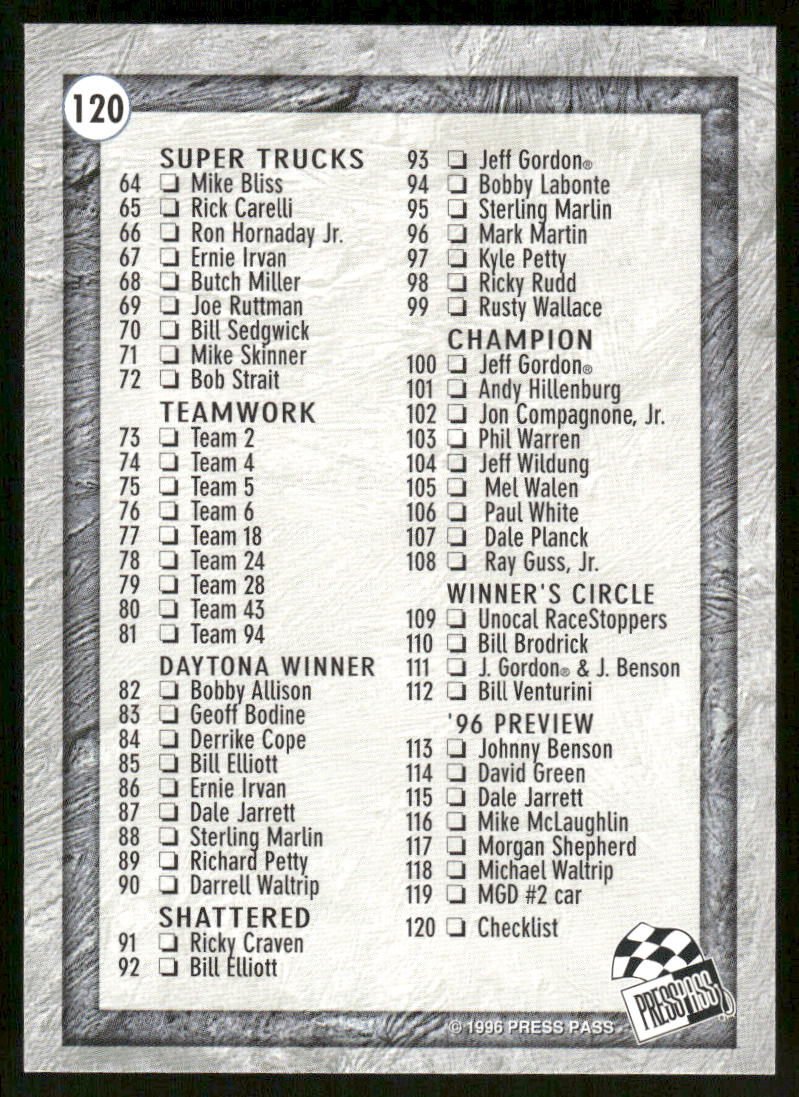 120
SUPER TRUCKS
64 ❏ Mike Bliss
65 ❏ Rick Carelli
66 ❏ Ron Hornaday Jr.
67 ❏ Ernie Irvan
68 ❏ Butch Miller
69 ❏ Joe Ruttman
70 ❏ Bill Sedgwick
71 ❏ Mike Skinner
72 ❏ Bob Strait
TEAMWORK
73 ❏ Team 2
74 ❏ Team 4
75 ❏ Team 5
76 ❏ Team 6
77 ❏ Team 18
78 ❏ Team 24
79 ❏ Team 28
80 ❏ Team 43
81 ❏ Team 94
DAYTONA WINNER
82 ❏ Bobby Allison
83 ❏ Geoff Bodine
84 ❏ Derrike Cope
85 ❏ Bill Elliott
86 ❏ Ernie Irvan
87 ❏ Dale Jarrett
88 ❏ Sterling Marlin
89 ❏ Richard Petty
90 ❏ Darrell Waltrip
SHATTERED
91 ❏ Ricky Craven
92 ❏ Bill Elliott
93 ❏ Jeff Gordon®
94 ❏ Bobby Labonte
95 ❏ Sterling Marlin
96 ❏ Mark Martin
97 ❏ Kyle Petty
98 ❏ Ricky Rudd
99 ❏ Rusty Wallace
CHAMPION
100 ❏ Jeff Gordon®
101 ❏ Andy Hillenburg
102 ❏ Jon Compagnone, Jr.
103 ❏ Phil Warren
104 ❏ Jeff Wildung
105 ❏ Mel Walen
106 ❏ Paul White
107 ❏ Dale Planck
108 ❏ Ray Guss, Jr.
WINNER'S CIRCLE
109 ❏ Unocal RaceStoppers
110 ❏ Bill Brodrick
111 ❏ J. Gordon® & J. Benson
112 ❏ Bill Venturini
'96 PREVIEW
113 ❏ Johnny Benson
114 ❏ David Green
115 ❏ Dale Jarrett
116 ❏ Mike McLaughlin
117 ❏ Morgan Shepherd
118 ❏ Michael Waltrip
119 ❏ MGD #2 car
120 ❏ Checklist
PRESS PASS
© 1996 PRESS PASS